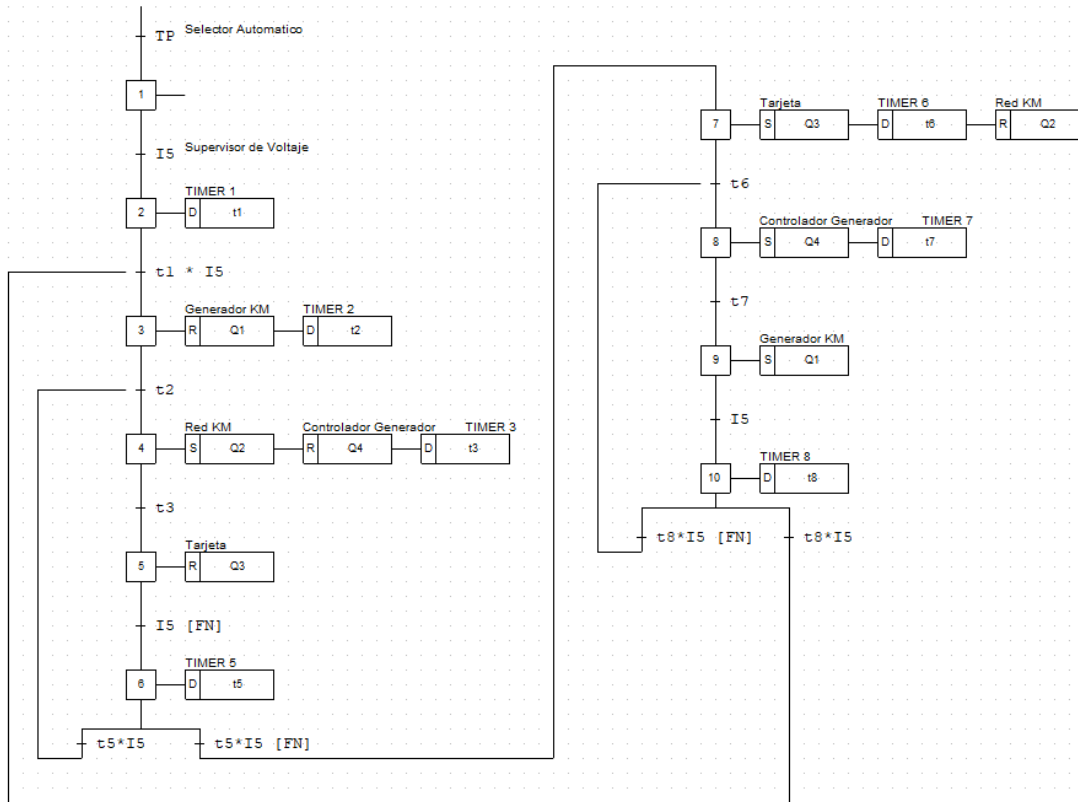 TP Selector Automatico
1
I5 Supervisor de Voltaje
TIMER 1
2 D t1
t1 * I5
Generador KM TIMER 2
3 R Q1 D t2
t2
Red KM Controlador Generador TIMER 3
4 S Q2 R Q4 D t3
t3
Tarjeta
5 R Q3
I5 [FN]
TIMER 5
6 D t5
t5*I5 t5*I5 [FN]
Tarjeta TIMER 6 Red KM
7 S Q3 D t6 R Q2
t6
Controlador Generador TIMER 7
8 S Q4 D t7
t7
Generador KM
9 S Q1
I5
TIMER 8
10 D t8
t8*I5 [FN] t8*I5